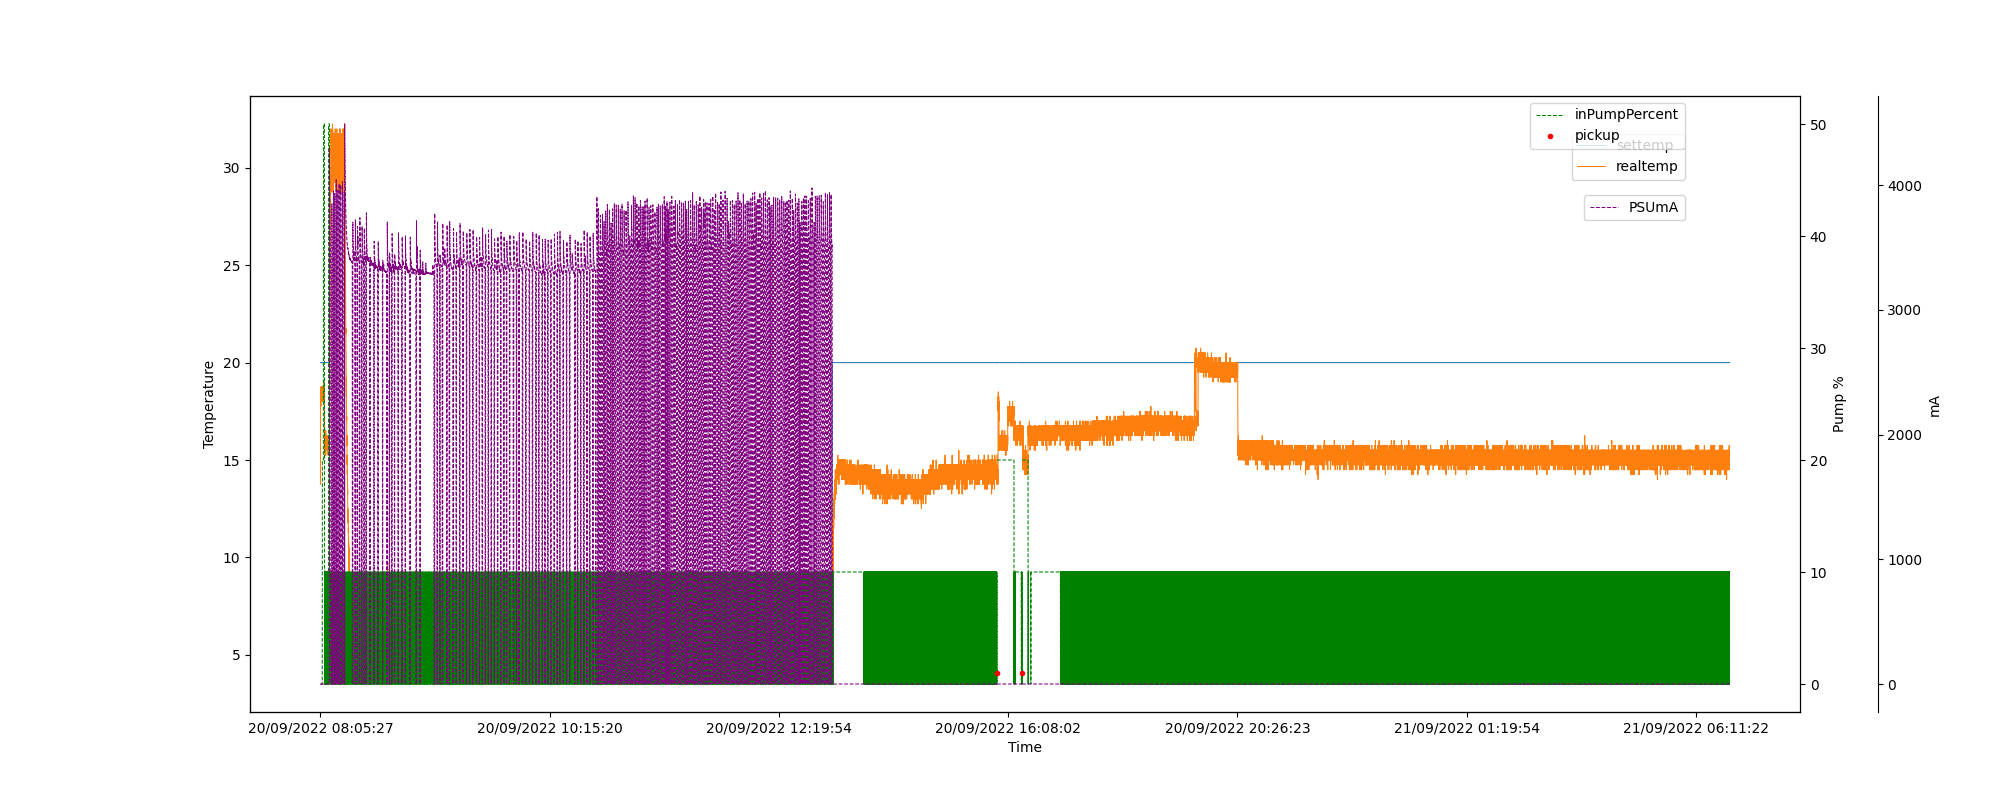 inPumpPercent
pickup
settemp
realtemp
PSUmA
30
25
20
15
10
5
Temperature
50
40
30
20
10
0
Pump %
4000
3000
2000
1000
0
mA
20/09/2022 08:05:27
20/09/2022 10:15:20
20/09/2022 12:19:54
20/09/2022 16:08:02
20/09/2022 20:26:23
21/09/2022 01:19:54
21/09/2022 06:11:22
Time